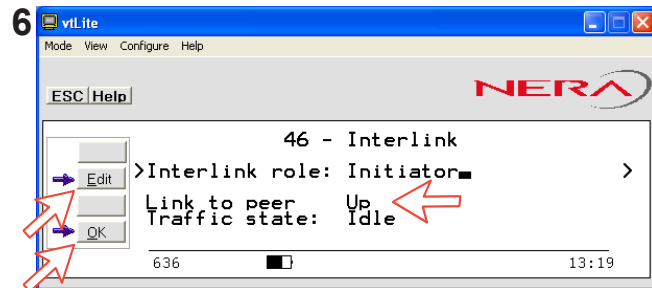 6
vtLite
Mode View Configure Help
ESC Help
NERA
46 - Interlink
Edit
>Interlink role: Initiator >
Link to peer Up
Traffic state: Idle
OK
636 13:19